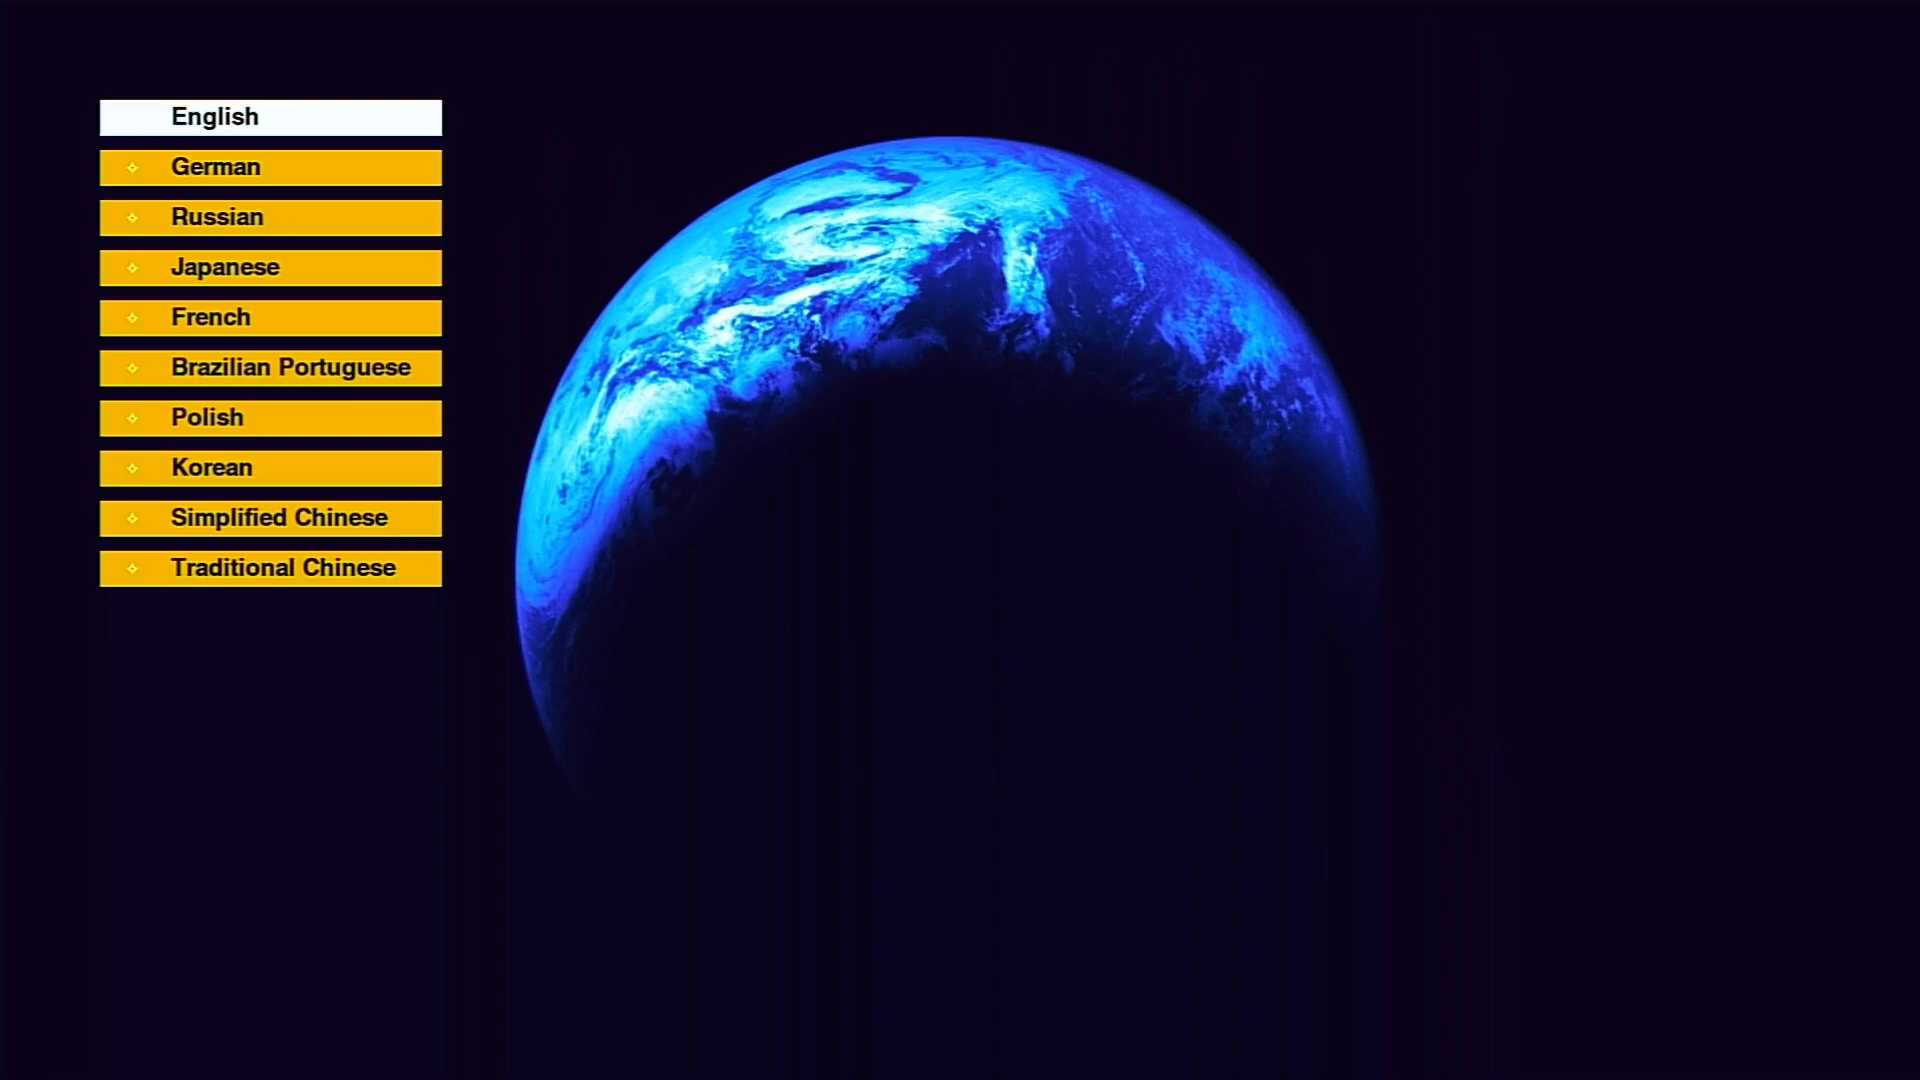 English
German
Russian
Japanese
French
Brazilian Portuguese
Polish
Korean
Simplified Chinese
Traditional Chinese